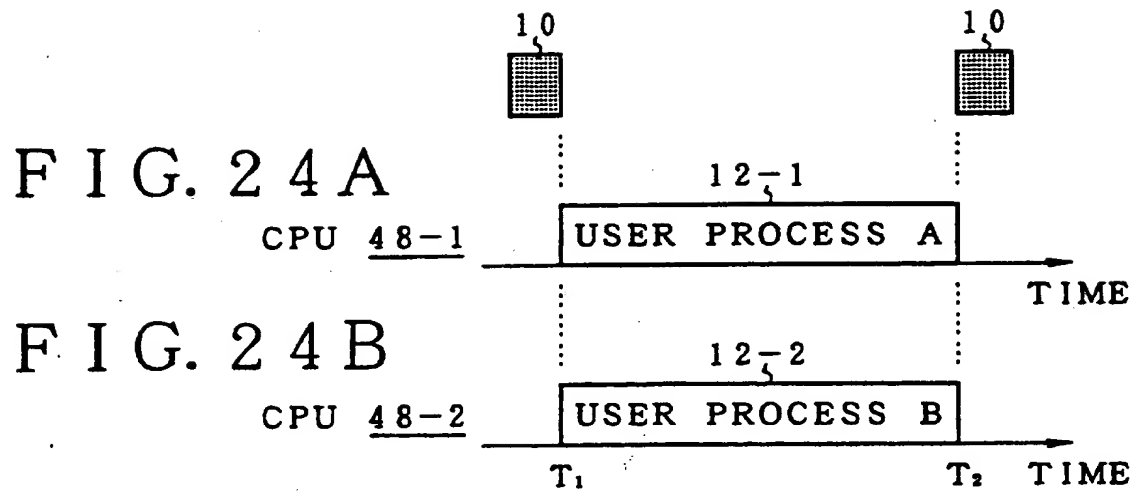 10 10
FIG. 24A
12-1
CPU 48-1 USER PROCESS A
TIME
FIG. 24B
12-2
CPU 48-2 USER PROCESS B
T₁ T₂ TIME